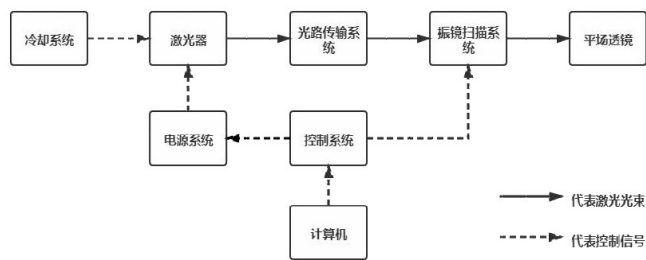 冷却系统
激光器
光路传输系
统
振镜扫描系
统
平场透镜
电源系统
控制系统
计算机
代表激光光束
代表控制信号